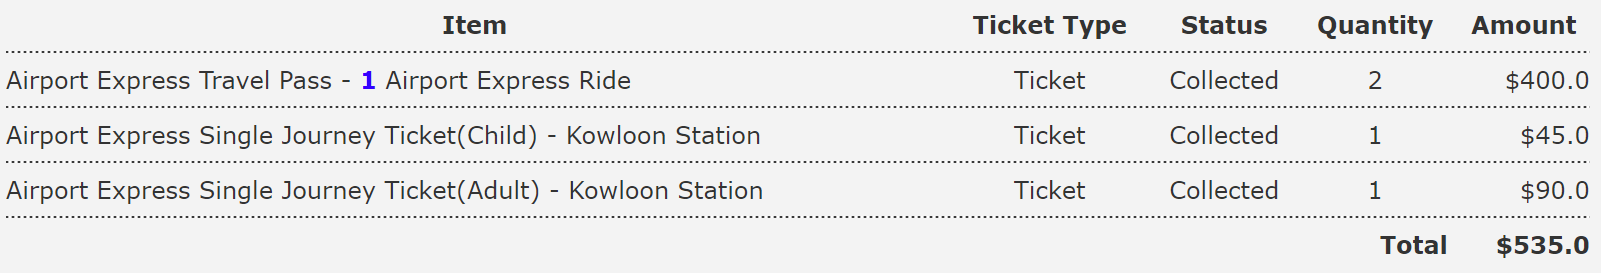 Item Ticket Type Status Quantity Amount
Airport Express Travel Pass - 1 Airport Express Ride Ticket Collected 2 $400.0
Airport Express Single Journey Ticket(Child) - Kowloon Station Ticket Collected 1 $45.0
Airport Express Single Journey Ticket(Adult) - Kowloon Station Ticket Collected 1 $90.0
Total $535.0